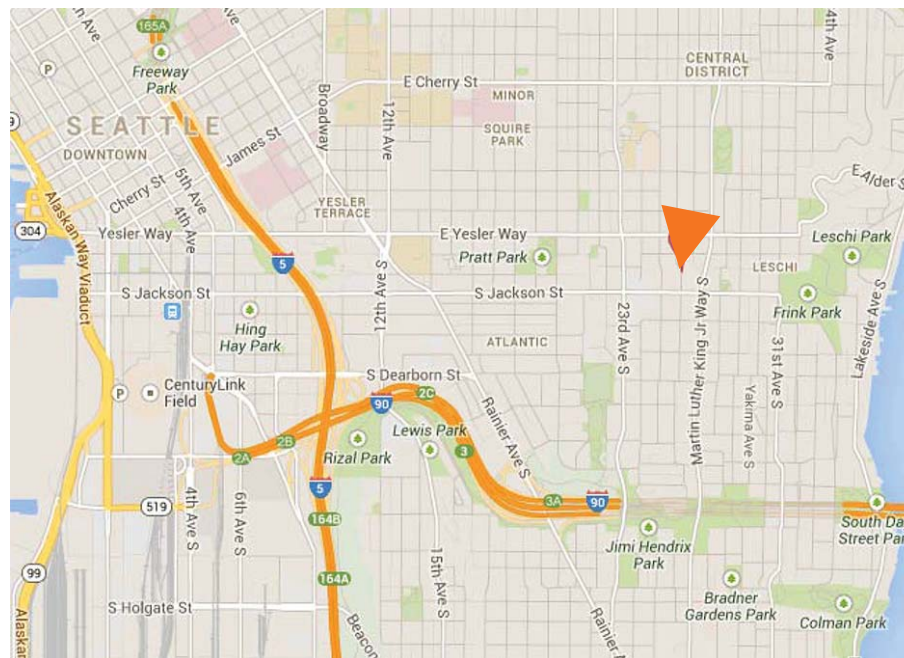 165A
Freeway
Park
P
4th Ave
CENTRAL
DISTRICT
E Cherry St
MINOR
Broadway
12th Ave
SEATTLE
DOWNTOWN
James St
SQUIRE
PARK
Cherry St
5th Ave
4th Ave
YESLER
TERRACE
E Alder S
Alaskan Way Viaduct
304
Yesler Way
E Yesler Way
5
Pratt Park
Leschi Park
LESCHI
S Jackson St
S Jackson St
12th Ave S
Frink Park
Hing
Hay Park
23rd Ave S
Martin Luther King Jr Way S
31st Ave S
Lakeside Ave S
ATLANTIC
S Dearborn St
P
CenturyLink
Field
90
2C
Rainier Ave S
Yakima Ave S
Lewis Park
2B
2A
Rizal Park
3
4th Ave S
6th Ave S
5
519
3A
90
164B
South Da
Street Par
Jimi Hendrix
Park
99
164A
15th Ave S
Bradner
Gardens Park
S Holgate St
Colman Park
Alaskan
Beacon
Rainier